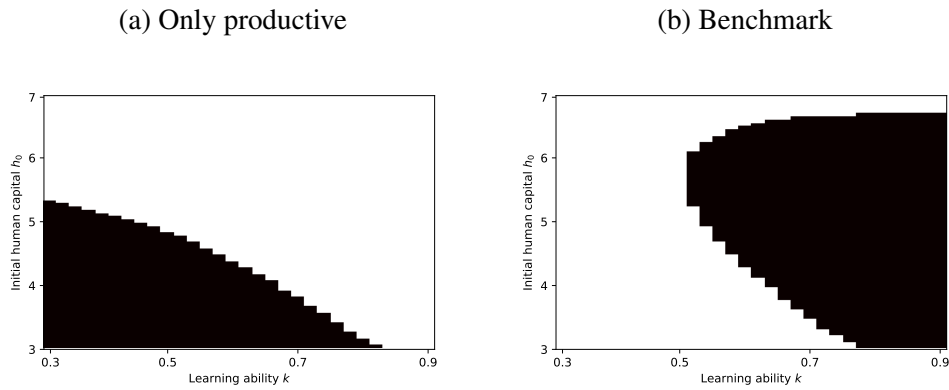 (a) Only productive
7
6
5
4
3
Initial human capital h₀
0.3 0.5 0.7 0.9
Learning ability k
(b) Benchmark
7
6
5
4
3
Initial human capital h₀
0.3 0.5 0.7 0.9
Learning ability k